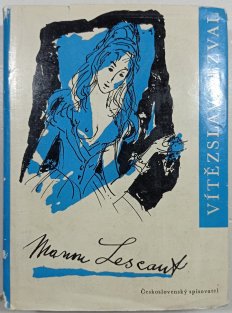 VÍTĚZSLAV NEZVAL
Manon Lescaut
Československý spisovatel